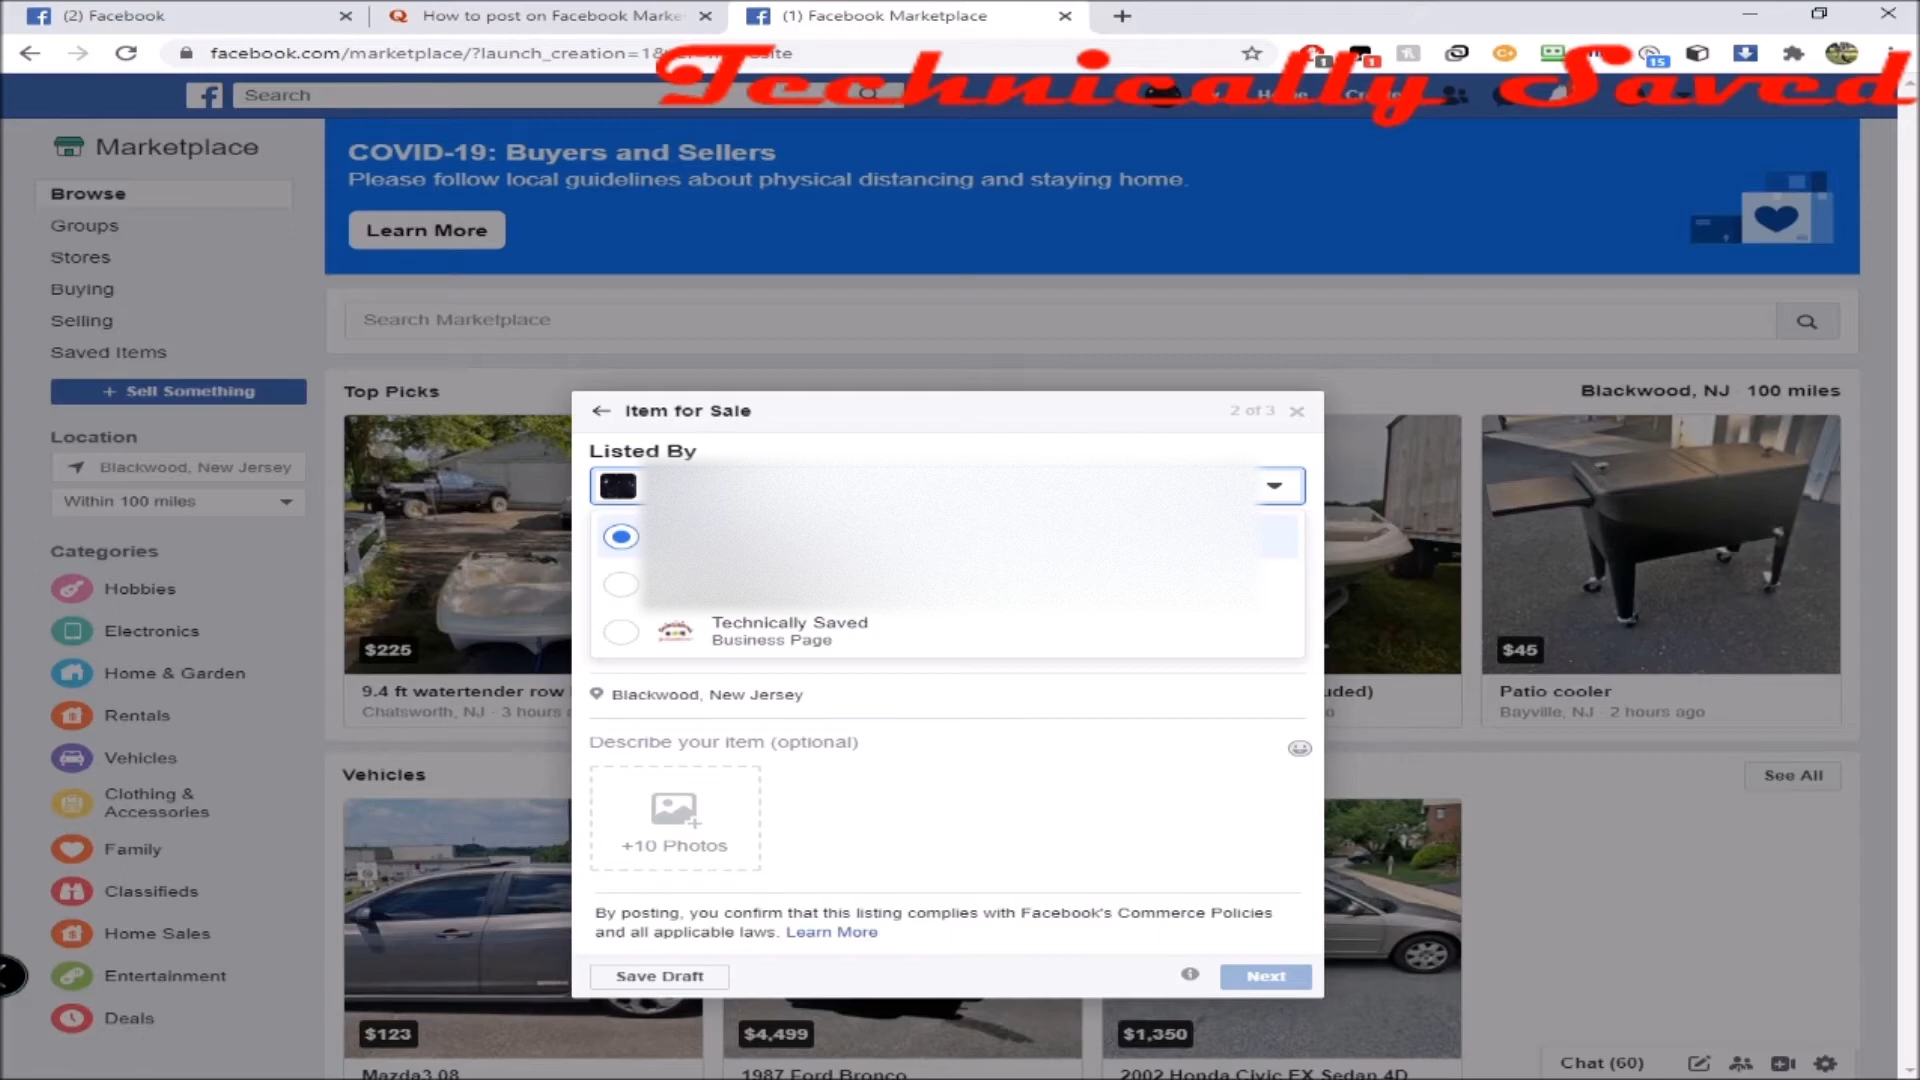 (2) Facebook
How to post on Facebook Marke
(1) Facebook Marketplace
facebook.com/marketplace/?launch_creation=1&
Technically Saved
Search
Home
Marketplace
Browse
Groups
Stores
Buying
Selling
Saved Items
+ Sell Something
Location
Blackwood, New Jersey
Within 100 miles
Categories
Hobbies
Electronics
Home & Garden
Rentals
Vehicles
Clothing &
Accessories
Family
Classifieds
Home Sales
Entertainment
Deals
COVID-19: Buyers and Sellers
Please follow local guidelines about physical distancing and staying home.
Learn More
Search Marketplace
Top Picks
Blackwood, NJ · 100 miles
$225
9.4 ft watertender row
Chatsworth, NJ · 3 hours
$45
Patio cooler
Bayville, NJ · 2 hours ago
Item for Sale
2 of 3
Listed By
Technically Saved
Business Page
Blackwood, New Jersey
Describe your item (optional)
+10 Photos
By posting, you confirm that this listing complies with Facebook's Commerce Policies
and all applicable laws. Learn More
Save Draft
Next
Vehicles
See All
$123
Mazda3 08
$4,499
1987 Ford Bronco
$1,350
2002 Honda Civic EX Sedan 4D
Chat (60)